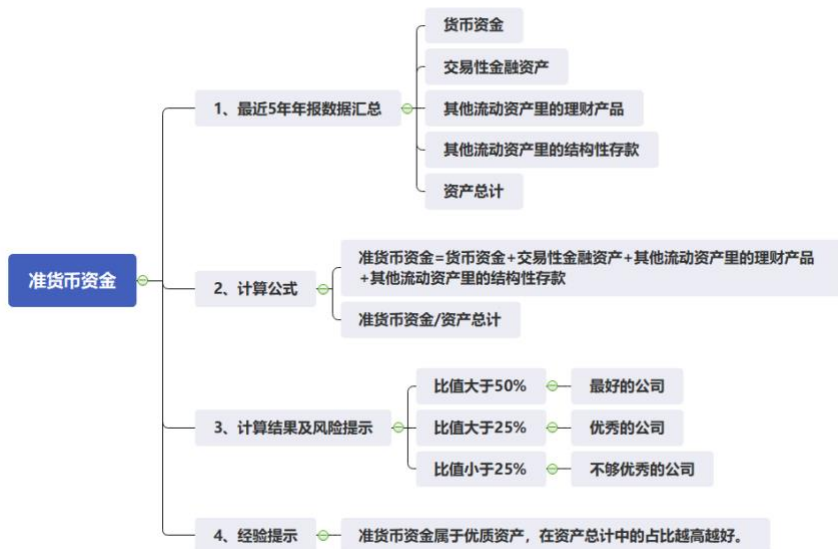 准货币资金
1、最近5年年报数据汇总
货币资金
交易性金融资产
其他流动资产里的理财产品
其他流动资产里的结构性存款
资产总计
2、计算公式
准货币资金=货币资金+交易性金融资产+其他流动资产里的理财产品
+其他流动资产里的结构性存款
准货币资金/资产总计
3、计算结果及风险提示
比值大于50%
最好的公司
比值大于25%
优秀的公司
比值小于25%
不够优秀的公司
4、经验提示
准货币资金属于优质资产，在资产总计中的占比越高越好。